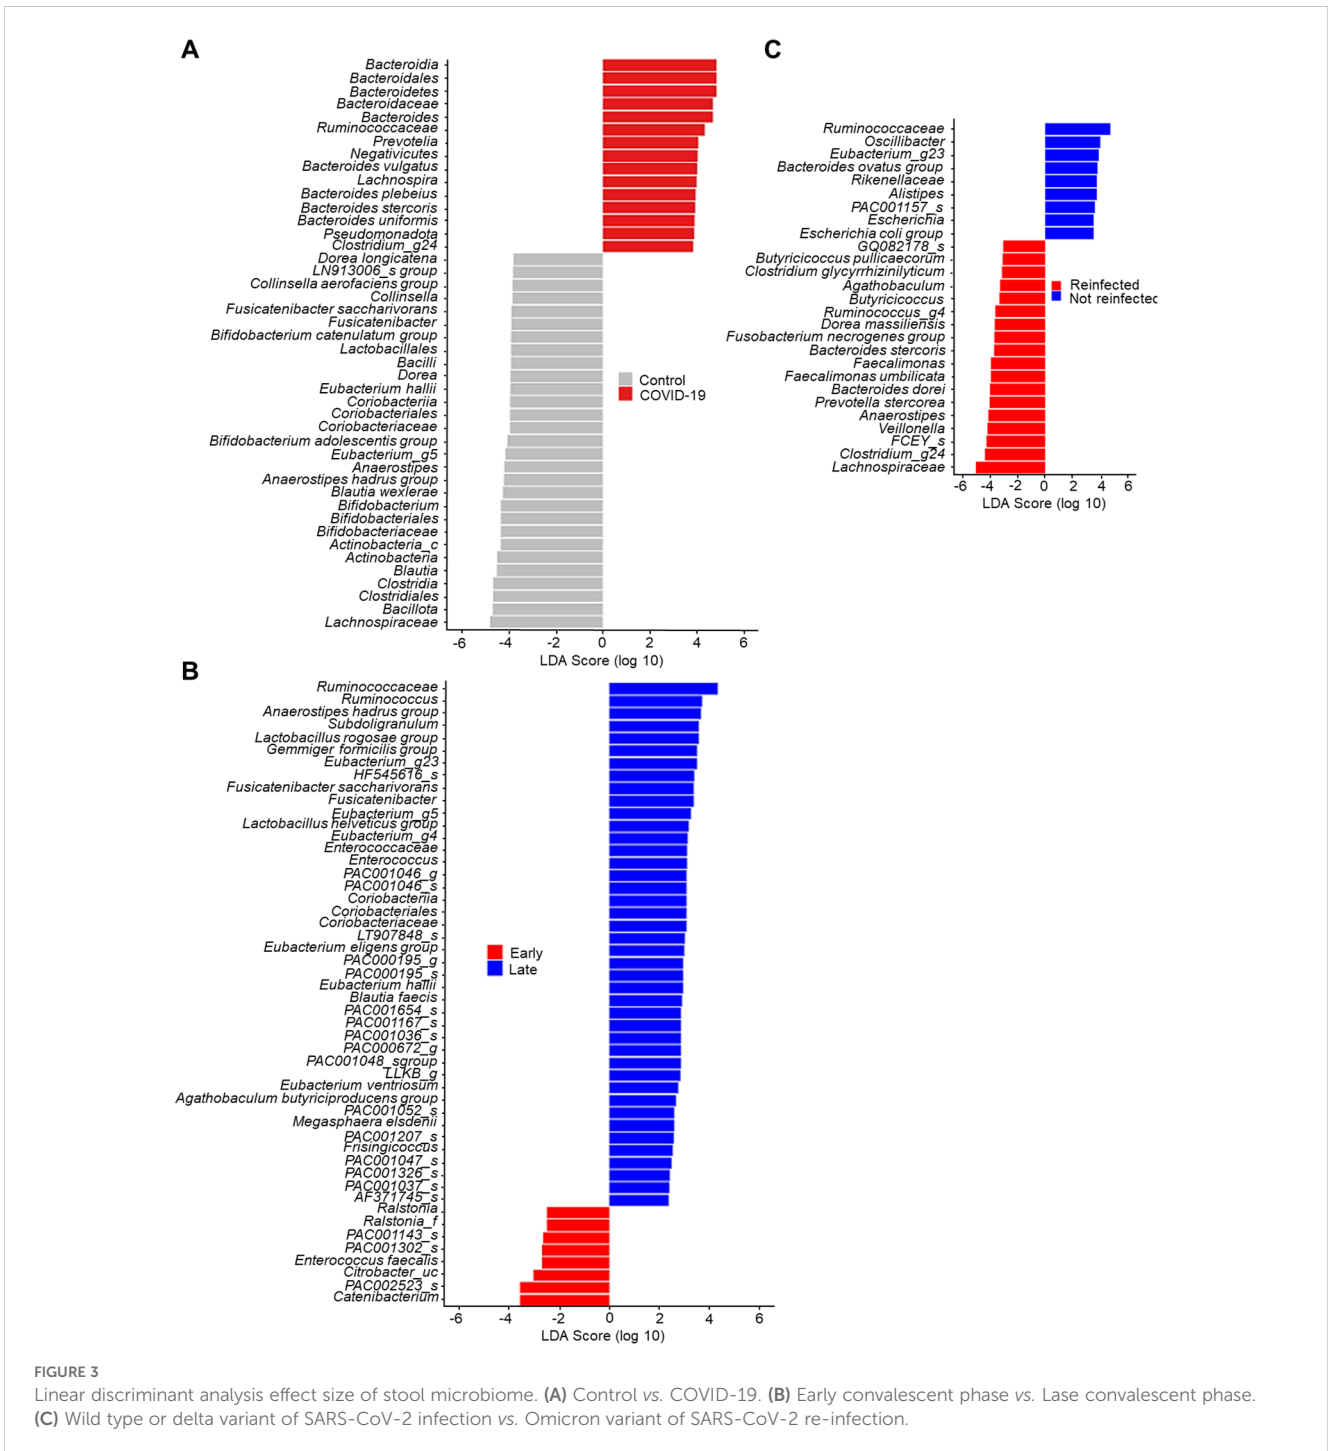 A
Bacteroidia
Bacteroidales
Bacteroidetes
Bacteroidaceae
Bacteroides
Ruminococcaceae
Prevotelia
Negativicutes
Bacteroides vulgatus
Lachnospira
Bacteroides plebeius
Bacteroides stercoris
Bacteroides uniformis
Pseudomonadota
Clostridium_g24
Dorea longicatena
LN913006_s group
Collinsella aerofaciens group
Collinsella
Fusicatenibacter saccharivorans
Fusicatenibacter
Bifidobacterium catenulatum group
Lactobacillales
Bacilli
Dorea
Eubacterium hallii
Coriobacteriia
Coriobacteriales
Coriobacteriaceae
Bifidobacterium adolescentis group
Eubacterium_g5
Anaerostipes
Anaerostipes hadrus group
Blautia wexlerae
Bifidobacterium
Bifidobacteriales
Bifidobacteriaceae
Actinobacteria_c
Actinobacteria
Blautia
Clostridia
Clostridiales
Bacillota
Lachnospiraceae
Control
COVID-19
-6 -4 -2 0 2 4 6
LDA Score (log 10)
C
Ruminococcaceae
Oscillibacter
Eubacterium_g23
Bacteroides ovatus group
Rikenellaceae
Alistipes
PAC001157_s
Escherichia
Escherichia coli group
GQ082178_s
Butyricicoccus pullicaecorum
Clostridium glycyrrhizinilyticum
Agathobaculum
Butyricicoccus
Ruminococcus_g4
Dorea massiliensis
Fusobacterium necrogenes group
Bacteroides stercoris
Faecalimonas
Faecalimonas umbilicata
Bacteroides dorei
Prevotella stercorea
Anaerostipes
Veillonella
FCEY_s
Clostridium_g24
Lachnospiraceae
Reinfected
Not reinfected
-6 -4 -2 0 2 4 6
LDA Score (log 10)
B
Ruminococcaceae
Ruminococcus
Anaerostipes hadrus group
Subdoligranulum
Lactobacillus rogosae group
Gemmiger formicilis group
Eubacterium_g23
HF545616_s
Fusicatenibacter saccharivorans
Fusicatenibacter
Eubacterium_g5
Lactobacillus helveticus group
Eubacterium_g4
Enterococcaceae
Enterococcus
PAC001046_g
PAC001046_s
Coriobacteriia
Coriobacteriales
Coriobacteriaceae
LT907848_s
Eubacterium eligens group
PAC000195_g
PAC000195_s
Eubacterium hallii
Blautia faecis
PAC001654_s
PAC001167_s
PAC001036_s
PAC000672_g
PAC001048_sgroup
LLKB_g
Eubacterium ventriosum
Agathobaculum butyriciproducens group
PAC001052_s
Megasphaera elsdenii
PAC001207_s
Frisingicoccus
PAC001047_s
PAC001326_s
PAC001037_s
AF371745_s
Ralstonia
Ralstonia_f
PAC001143_s
PAC001302_s
Enterococcus faecalis
Citrobacter_uc
PAC002523_s
Catenibacterium
Early
Late
-6 -4 -2 0 2 4 6
LDA Score (log 10)
FIGURE 3
Linear discriminant analysis effect size of stool microbiome. (A) Control vs. COVID-19. (B) Early convalescent phase vs. Lase convalescent phase.
(C) Wild type or delta variant of SARS-CoV-2 infection vs. Omicron variant of SARS-CoV-2 re-infection.